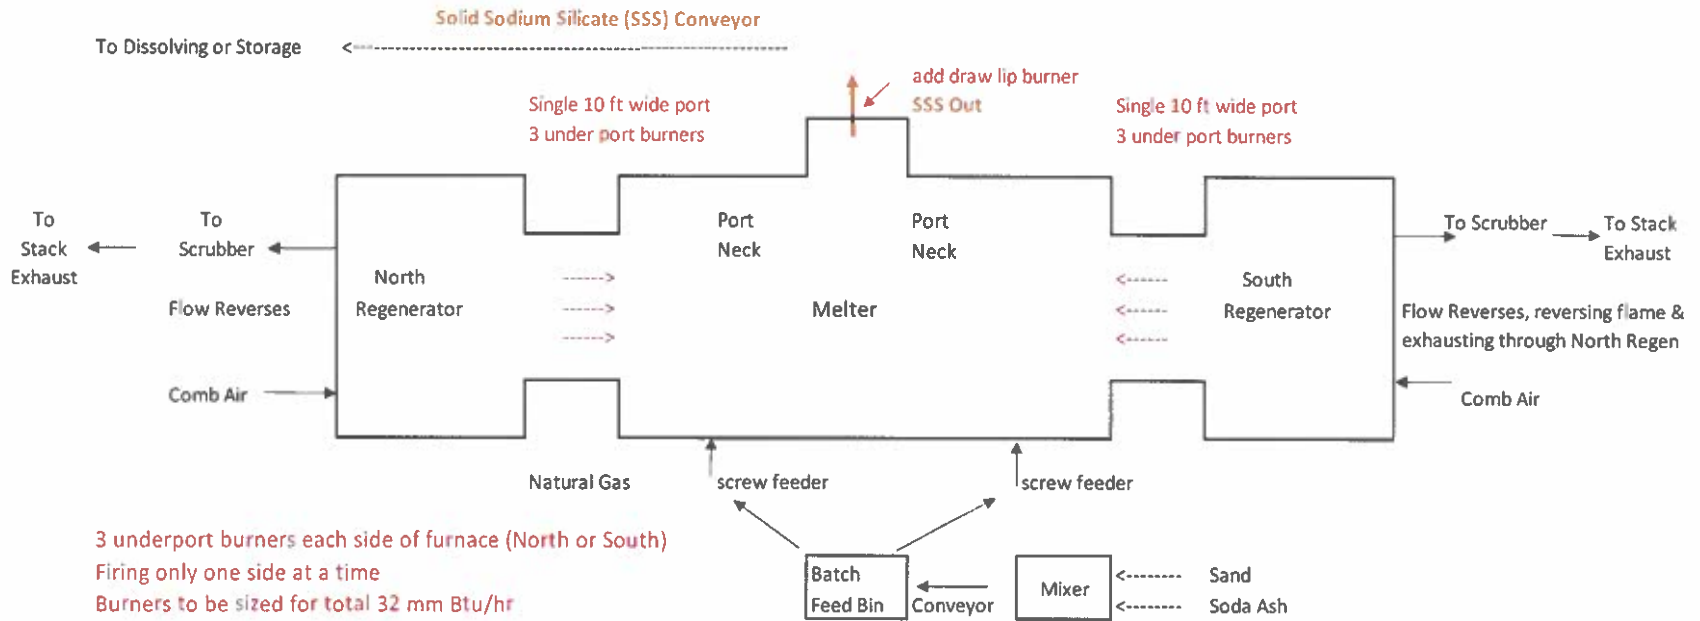 Solid Sodium Silicate (SSS) Conveyor
To Dissolving or Storage
add draw lip burner
SSS Out
Single 10 ft wide port
3 under port burners
Single 10 ft wide port
3 under port burners
To
Stack
Exhaust
To
Scrubber
Flow Reverses
Comb Air
North
Regenerator
Port
Neck
Port
Neck
Melter
South
Regenerator
To Scrubber
To Stack
Exhaust
Flow Reverses, reversing flame &
exhausting through North Regen
Comb Air
Natural Gas
screw feeder
screw feeder
3 underport burners each side of furnace (North or South)
Firing only one side at a time
Burners to be sized for total 32 mm Btu/hr
Batch
Feed Bin
Conveyor
Mixer
Sand
Soda Ash